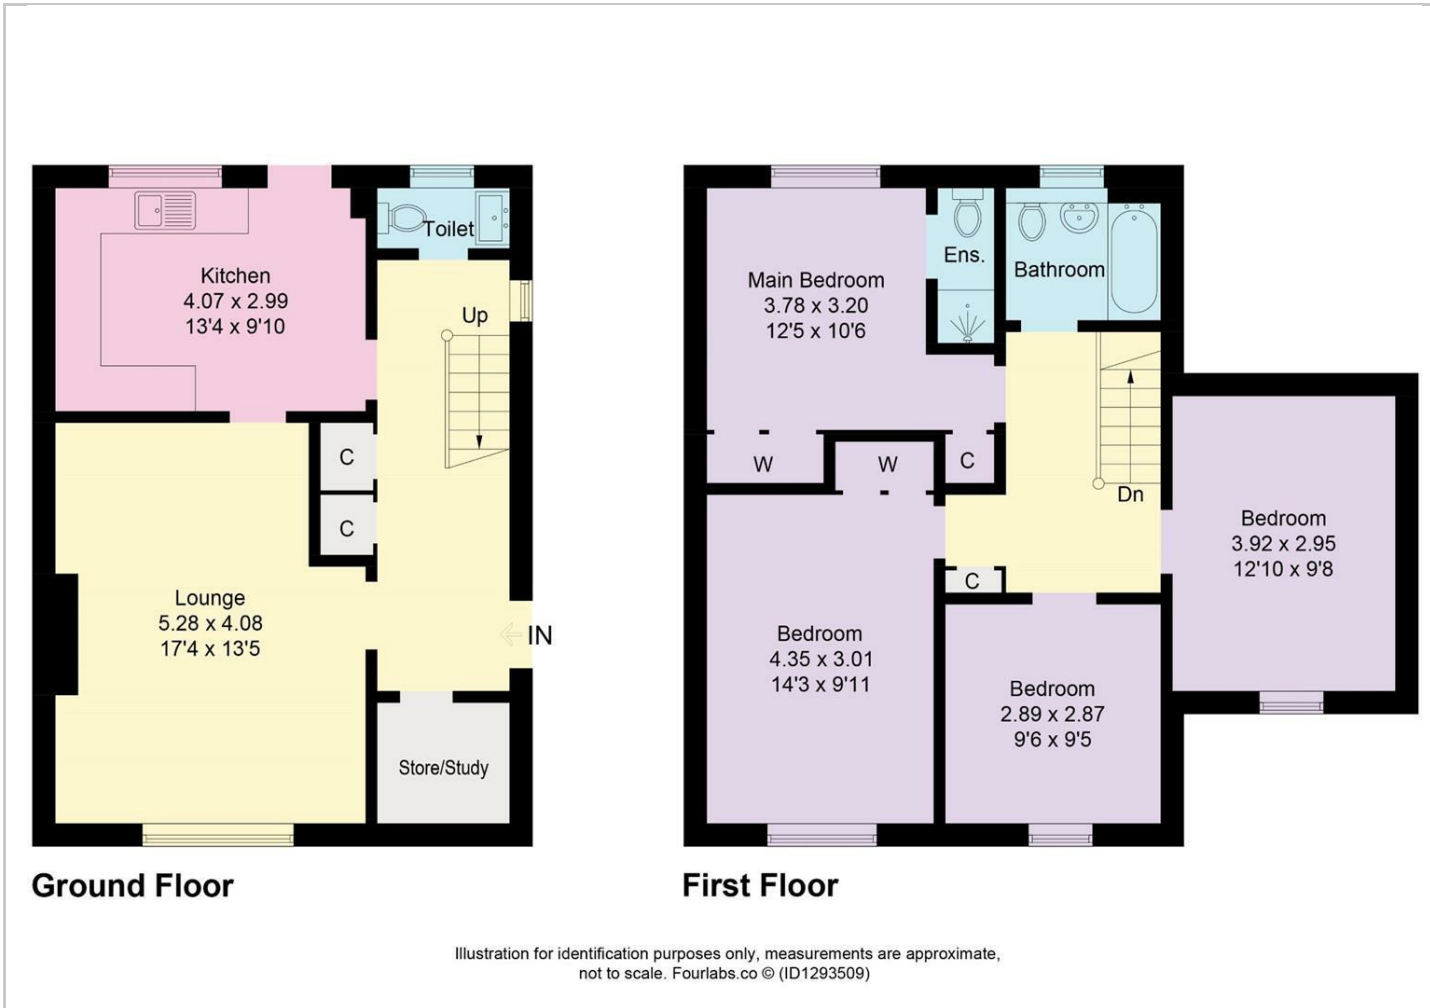 Toilet
Kitchen
4.07 x 2.99
13'4 x 9'10
Up
C
C
Lounge
5.28 x 4.08
17'4 x 13'5
IN
Store/Study
Ground Floor
Main Bedroom
3.78 x 3.20
12'5 x 10'6
Ens.
Bathroom
W
W
C
Dn
Bedroom
3.92 x 2.95
12'10 x 9'8
C
Bedroom
4.35 x 3.01
14'3 x 9'11
Bedroom
2.89 x 2.87
9'6 x 9'5
First Floor
Illustration for identification purposes only, measurements are approximate,
not to scale. Fourlabs.co © (ID1293509)